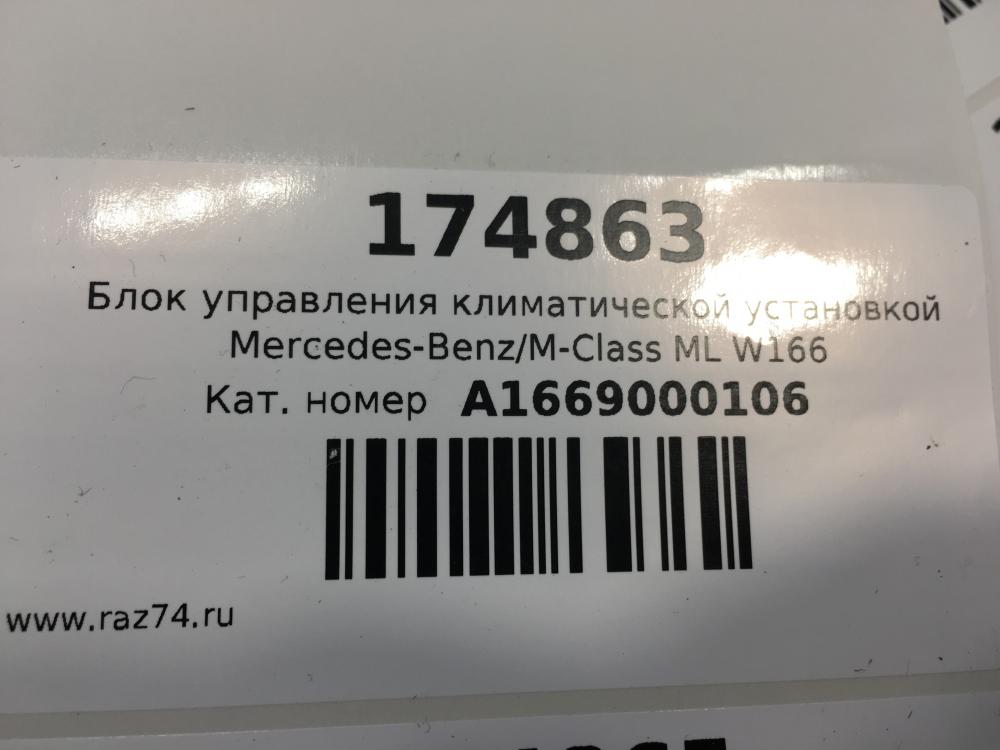 174863
Блок управления климатической установкой
Mercedes-Benz/M-Class ML W166
Кат. номер A1669000106
www.raz74.ru